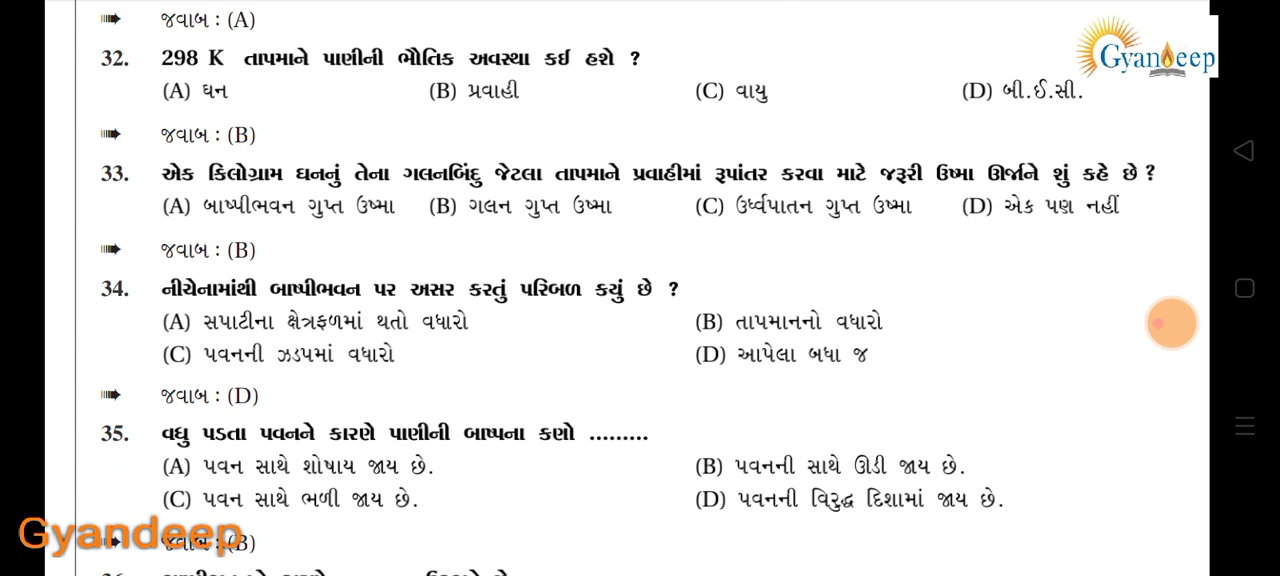 જવાબ : (A)
Gyandeep
32. 298 K તાપમાને પાણીની ભૌતિક અવસ્થા કઈ હશે ?
(A) ઘન (B) પ્રવાહી (C) વાયુ (D) બી.ઈ.સી.
જવાબ : (B)
33. એક કિલોગ્રામ ઘનનું તેના ગલનબિંદુ જેટલા તાપમાને પ્રવાહીમાં રૂપાંતર કરવા માટે જરૂરી ઉષ્મા ઊર્જાને શું કહે છે ?
(A) બાષ્પીભવન ગુપ્ત ઉષ્મા (B) ગલન ગુપ્ત ઉષ્મા (C) ઉર્ધ્વપાતન ગુપ્ત ઉષ્મા (D) એક પણ નહીં
જવાબ : (B)
34. નીચેનામાંથી બાષ્પીભવન પર અસર કરતું પરિબળ કયું છે ?
(A) સપાટીના ક્ષેત્રફળમાં થતો વધારો (B) તાપમાનનો વધારો
(C) પવનની ઝડપમાં વધારો (D) આપેલા બધા જ
જવાબ : (D)
35. વધુ પડતા પવનને કારણે પાણીની બાષ્પના કણો .........
(A) પવન સાથે શોષાય જાય છે. (B) પવનની સાથે ઊડી જાય છે.
(C) પવન સાથે ભળી જાય છે. (D) પવનની વિરુદ્ધ દિશામાં જાય છે.
Gyandeep
જવાબ : (B)